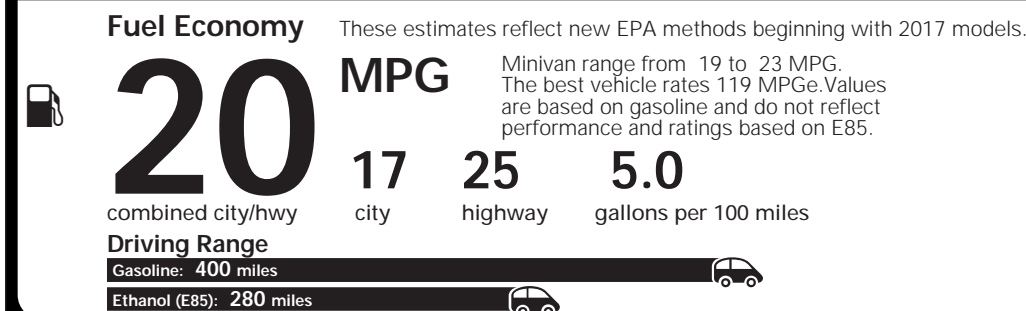 Fuel Economy These estimates reflect new EPA methods beginning with 2017 models.
20 MPG
Minivan range from 19 to 23 MPG.
The best vehicle rates 119 MPGe.Values
are based on gasoline and do not reflect
performance and ratings based on E85.
17 25 5.0
combined city/hwy city highway gallons per 100 miles
Driving Range
Gasoline: 400 miles
Ethanol (E85): 280 miles